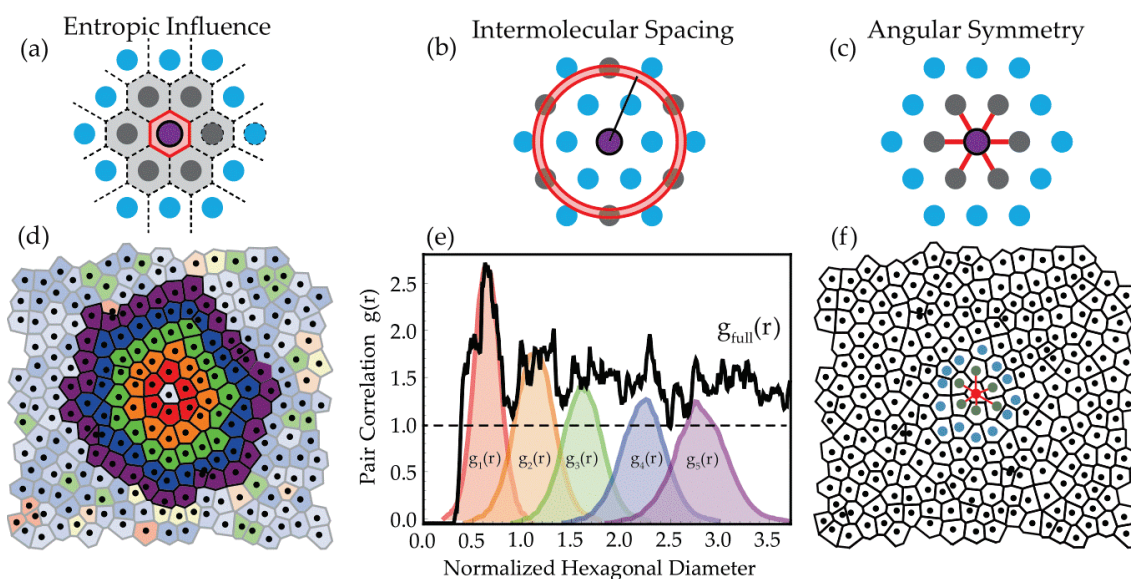 Entropic Influence
Intermolecular Spacing
Angular Symmetry
(a)
(b)
(c)
(d)
(e)
(f)
Pair Correlation g(r)
2.5
2.0
1.5
1.0
0.5
0.0
g_full(r)
g₁(r)
g₂(r)
g₃(r)
g₄(r)
g₅(r)
0.0 0.5 1.0 1.5 2.0 2.5 3.0 3.5
Normalized Hexagonal Diameter